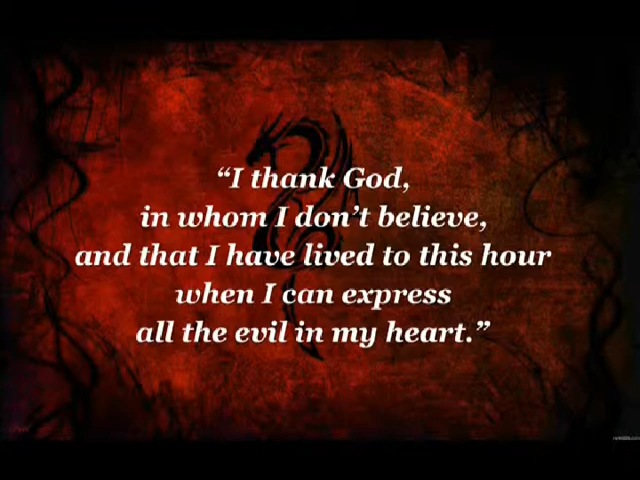 “I thank God,
in whom I don’t believe,
and that I have lived to this hour
when I can express
all the evil in my heart.”